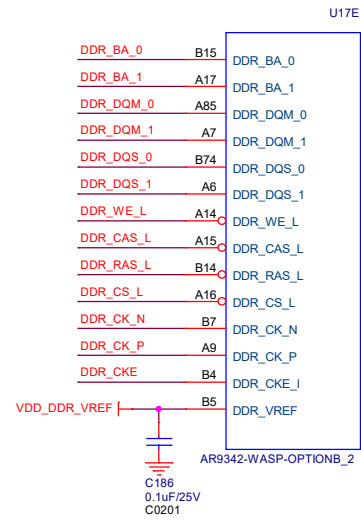 U17E
DDR_BA_0 B15 DDR_BA_0
DDR_BA_1 A17 DDR_BA_1
DDR_DQM_0 A85 DDR_DQM_0
DDR_DQM_1 A7 DDR_DQM_1
DDR_DQS_0 B74 DDR_DQS_0
DDR_DQS_1 A6 DDR_DQS_1
DDR_WE_L A14 DDR_WE_L
DDR_CAS_L A15 DDR_CAS_L
DDR_RAS_L B14 DDR_RAS_L
DDR_CS_L A16 DDR_CS_L
DDR_CK_N B7 DDR_CK_N
DDR_CK_P A9 DDR_CK_P
DDR_CKE B4 DDR_CKE_I
VDD_DDR_VREF B5 DDR_VREF
AR9342-WASP-OPTIONB_2
C186
0.1uF/25V
C0201